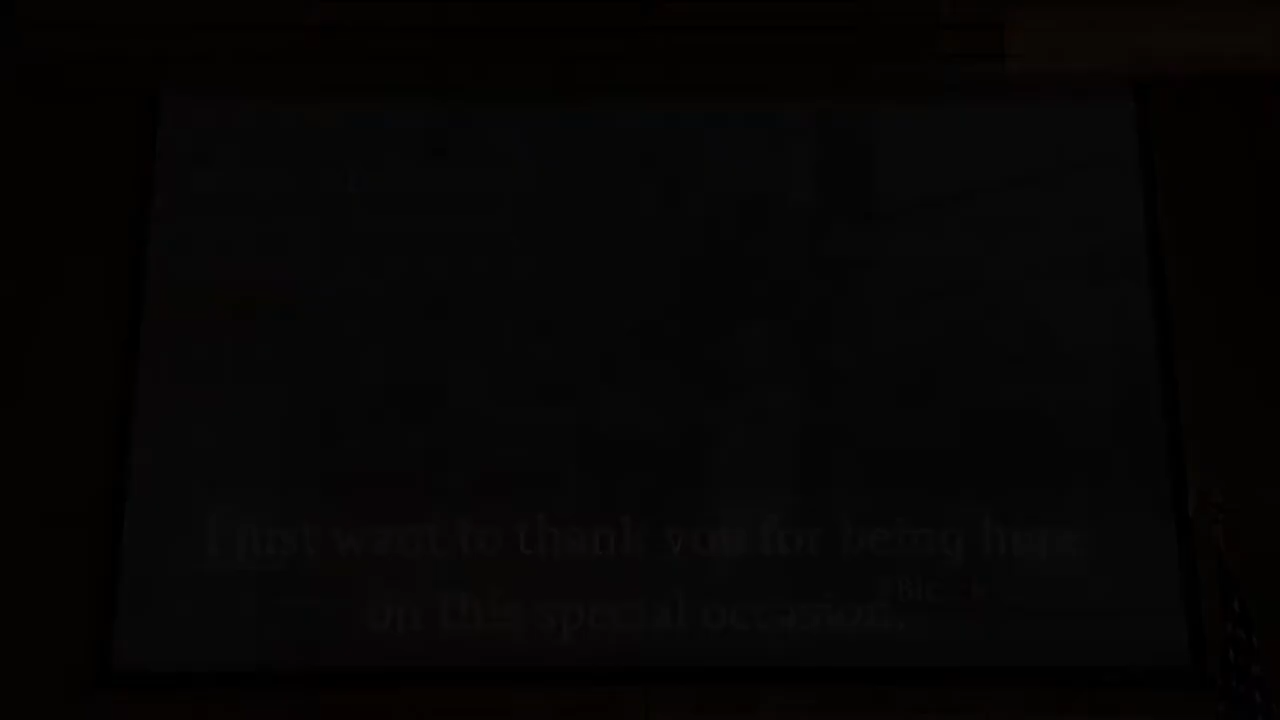 I just want to thank you for being here
on this special occasion.